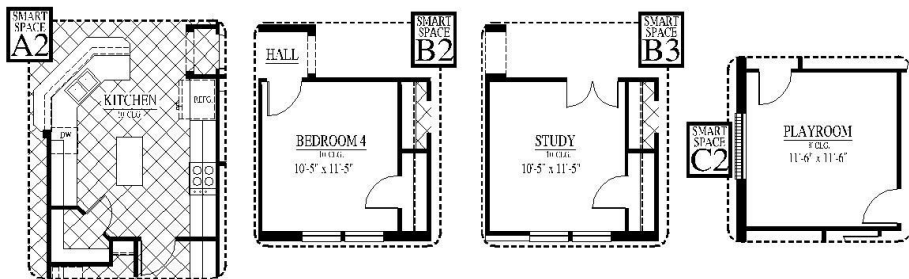 SMART
SPACE
A2
KITCHEN
10' CLG.
REFG.
DW
SMART
SPACE
B2
HALL
BEDROOM 4
10' CLG.
10'-5" x 11'-5"
SMART
SPACE
B3
STUDY
10' CLG.
10'-5" x 11'-5"
SMART
SPACE
C2
PLAYROOM
8' CLG.
11'-6" x 11'-6"